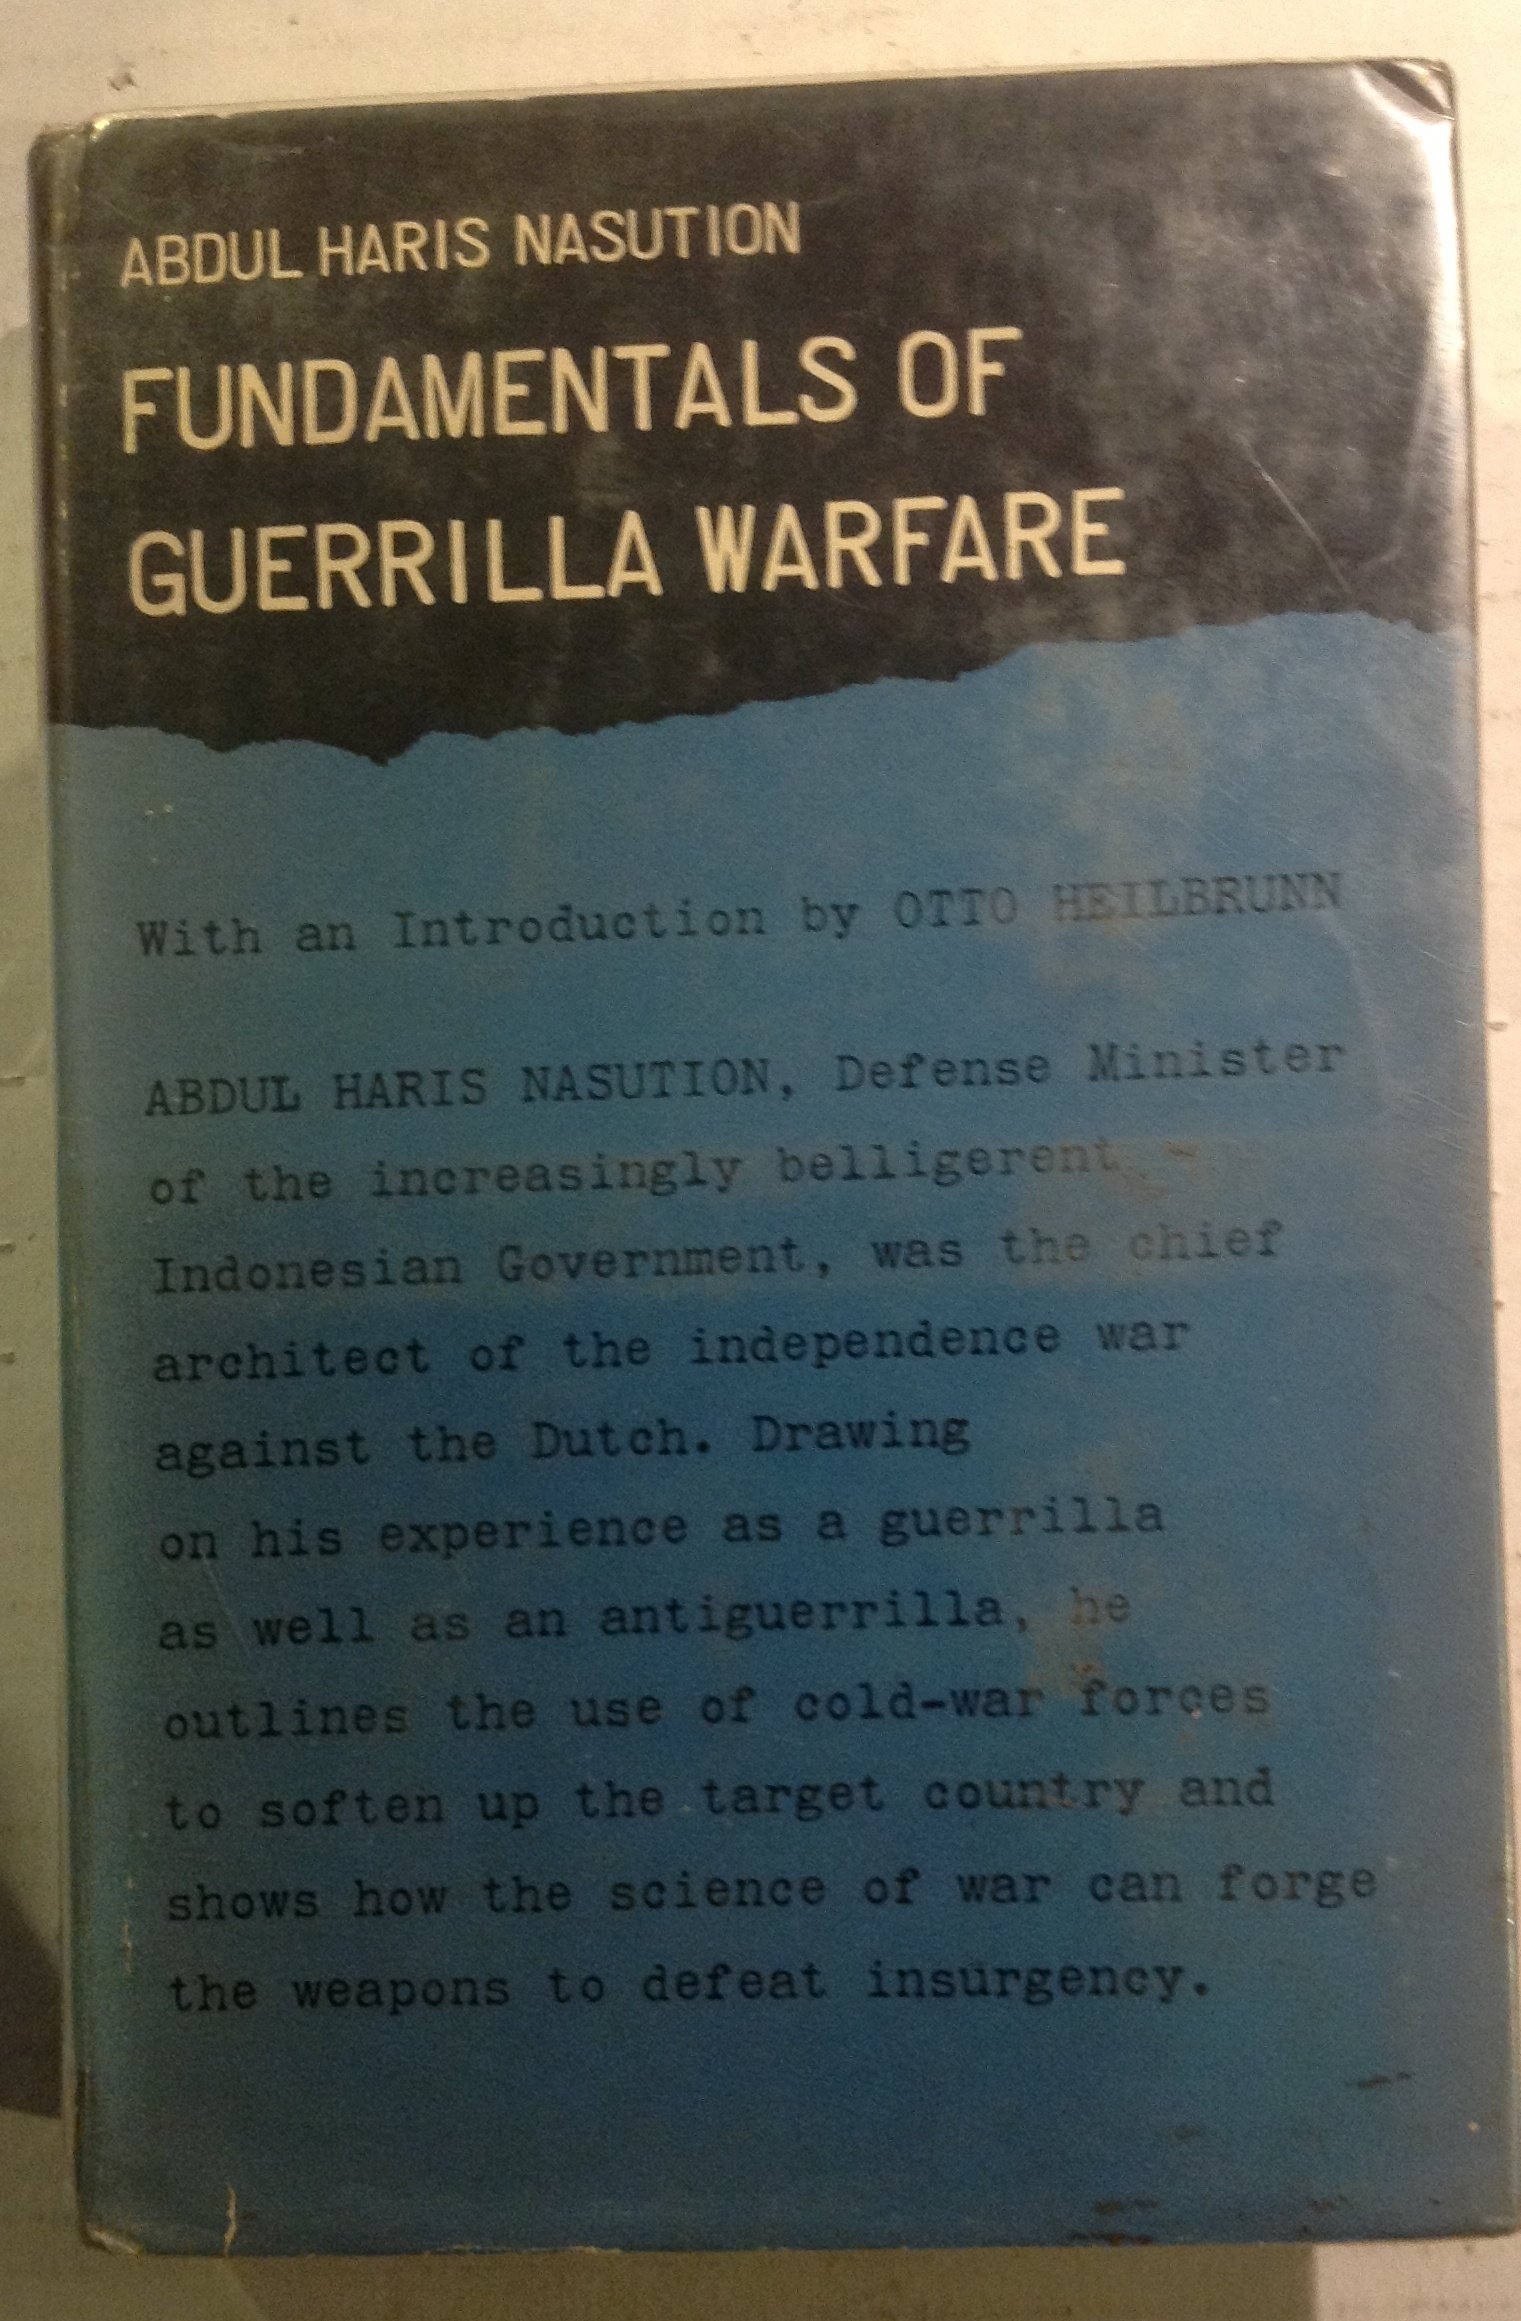 ABDUL HARIS NASUTION
FUNDAMENTALS OF
GUERRILLA WARFARE
With an Introduction by OTTO HEILBRUNN
ABDUL HARIS NASUTION, Defense Minister
of the increasingly belligerent
Indonesian Government, was the chief
architect of the independence war
against the Dutch. Drawing
on his experience as a guerrilla
as well as an antiguerrilla, he
outlines the use of cold-war forces
to soften up the target country and
shows how the science of war can forge
the weapons to defeat insurgency.